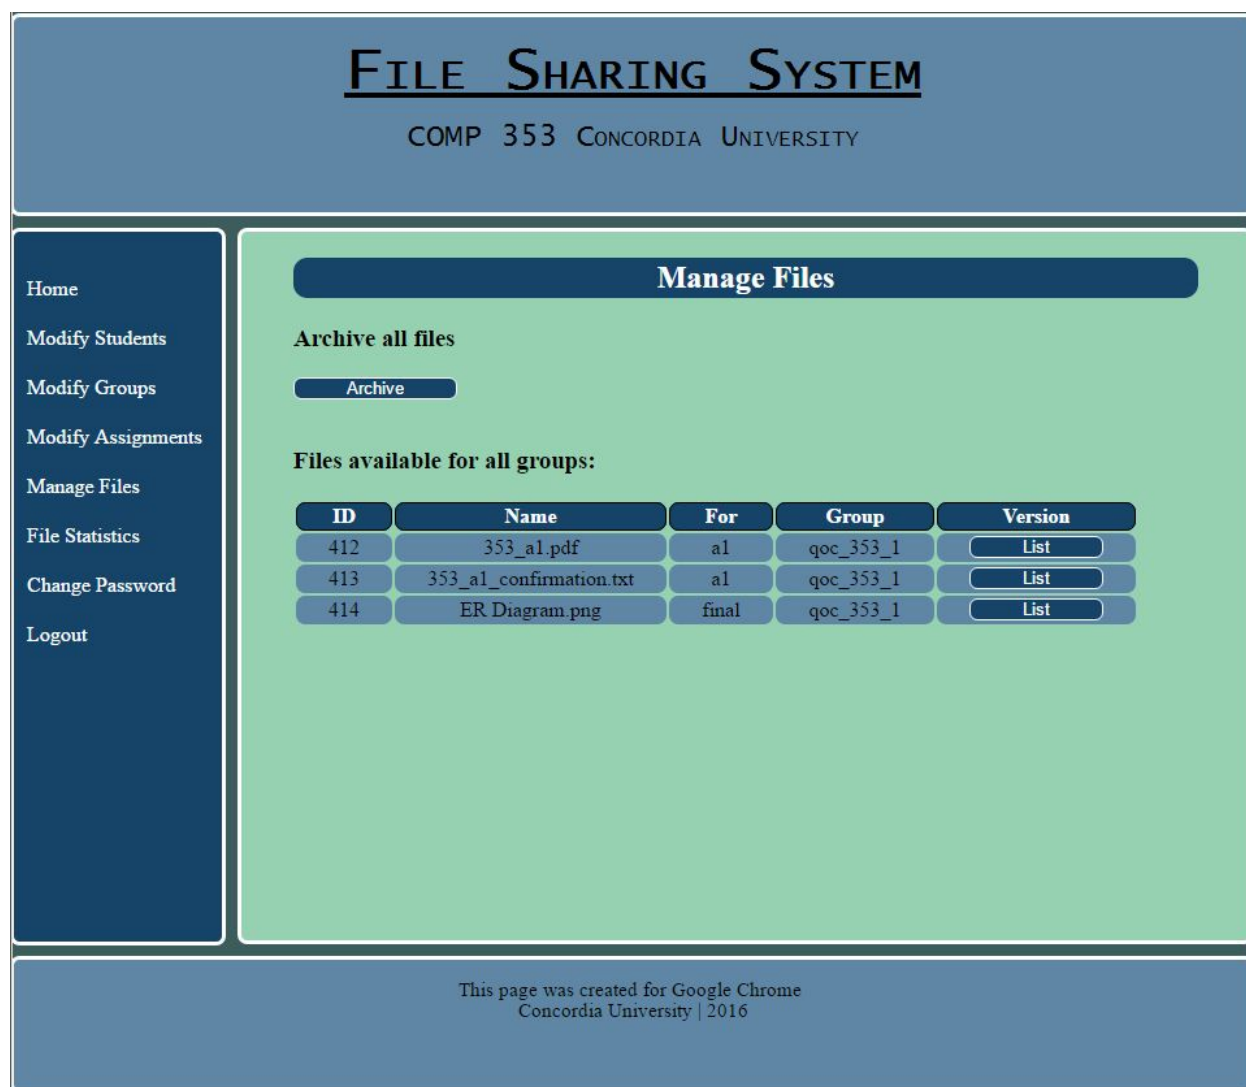 File Sharing System
COMP 353 Concordia University
Home
Modify Students
Modify Groups
Modify Assignments
Manage Files
File Statistics
Change Password
Logout
Manage Files
Archive all files
Archive
Files available for all groups:
ID Name For Group Version
412 353_a1.pdf a1 qoc_353_1 List
413 353_a1_confirmation.txt a1 qoc_353_1 List
414 ER Diagram.png final qoc_353_1 List
This page was created for Google Chrome
Concordia University | 2016